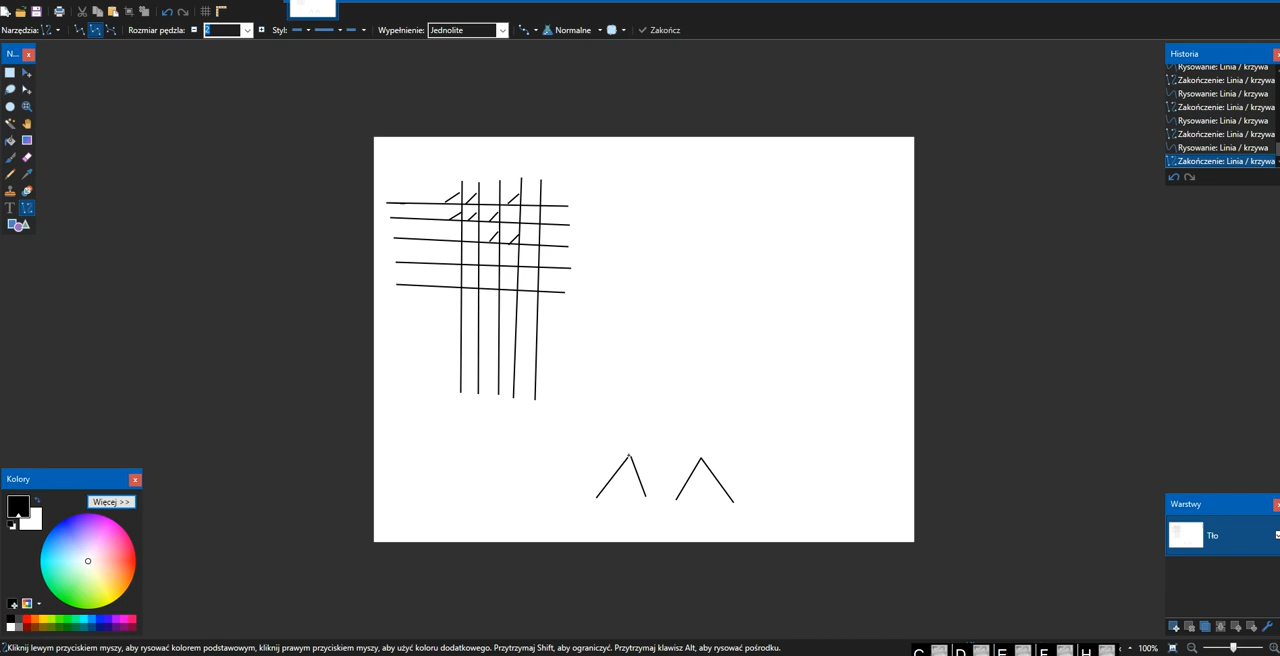 Narzędzia:
Rozmiar pędzla:
2
Styl:
Wypełnienie:
Jednolite
Normalne
Zakończ
N...
Historia
Rysowanie: Linia / krzywa
Zakończenie: Linia / krzywa
Rysowanie: Linia / krzywa
Zakończenie: Linia / krzywa
Rysowanie: Linia / krzywa
Zakończenie: Linia / krzywa
Rysowanie: Linia / krzywa
Zakończenie: Linia / krzywa
T
Kolory
Więcej >>
Warstwy
Tło
Kliknij lewym przyciskiem myszy, aby rysować kolorem podstawowym, kliknij prawym przyciskiem myszy, aby użyć koloru dodatkowego. Przytrzymaj Shift, aby ograniczyć. Przytrzymaj klawisz Alt, aby rysować pośrodku.
C D E F H
100%